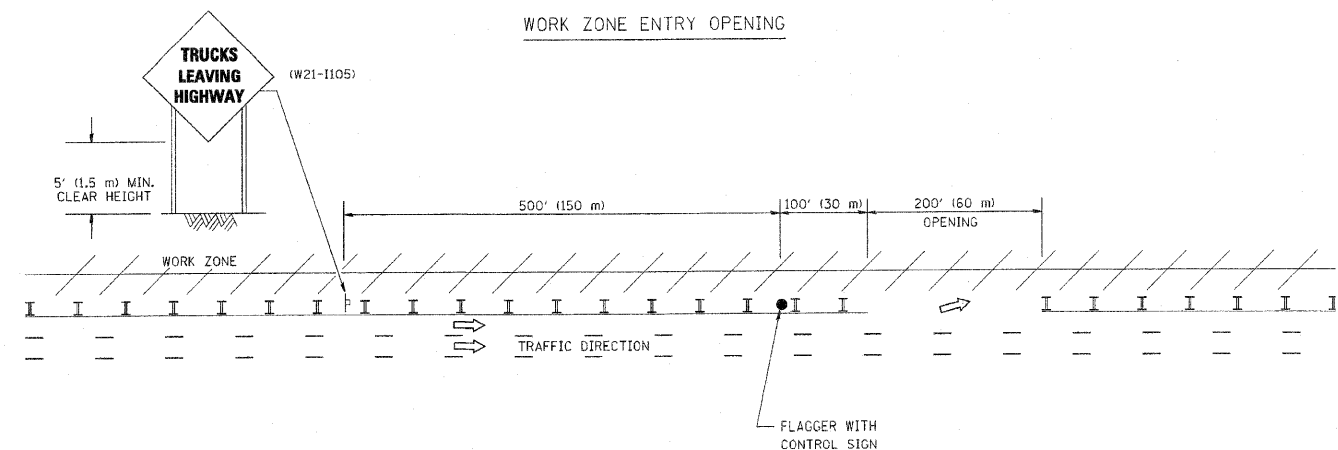 WORK ZONE ENTRY OPENING
TRUCKS
LEAVING
HIGHWAY
(W21-I105)
5' (1.5 m) MIN.
CLEAR HEIGHT
500' (150 m)
100' (30 m)
200' (60 m)
OPENING
WORK ZONE
TRAFFIC DIRECTION
FLAGGER WITH
CONTROL SIGN